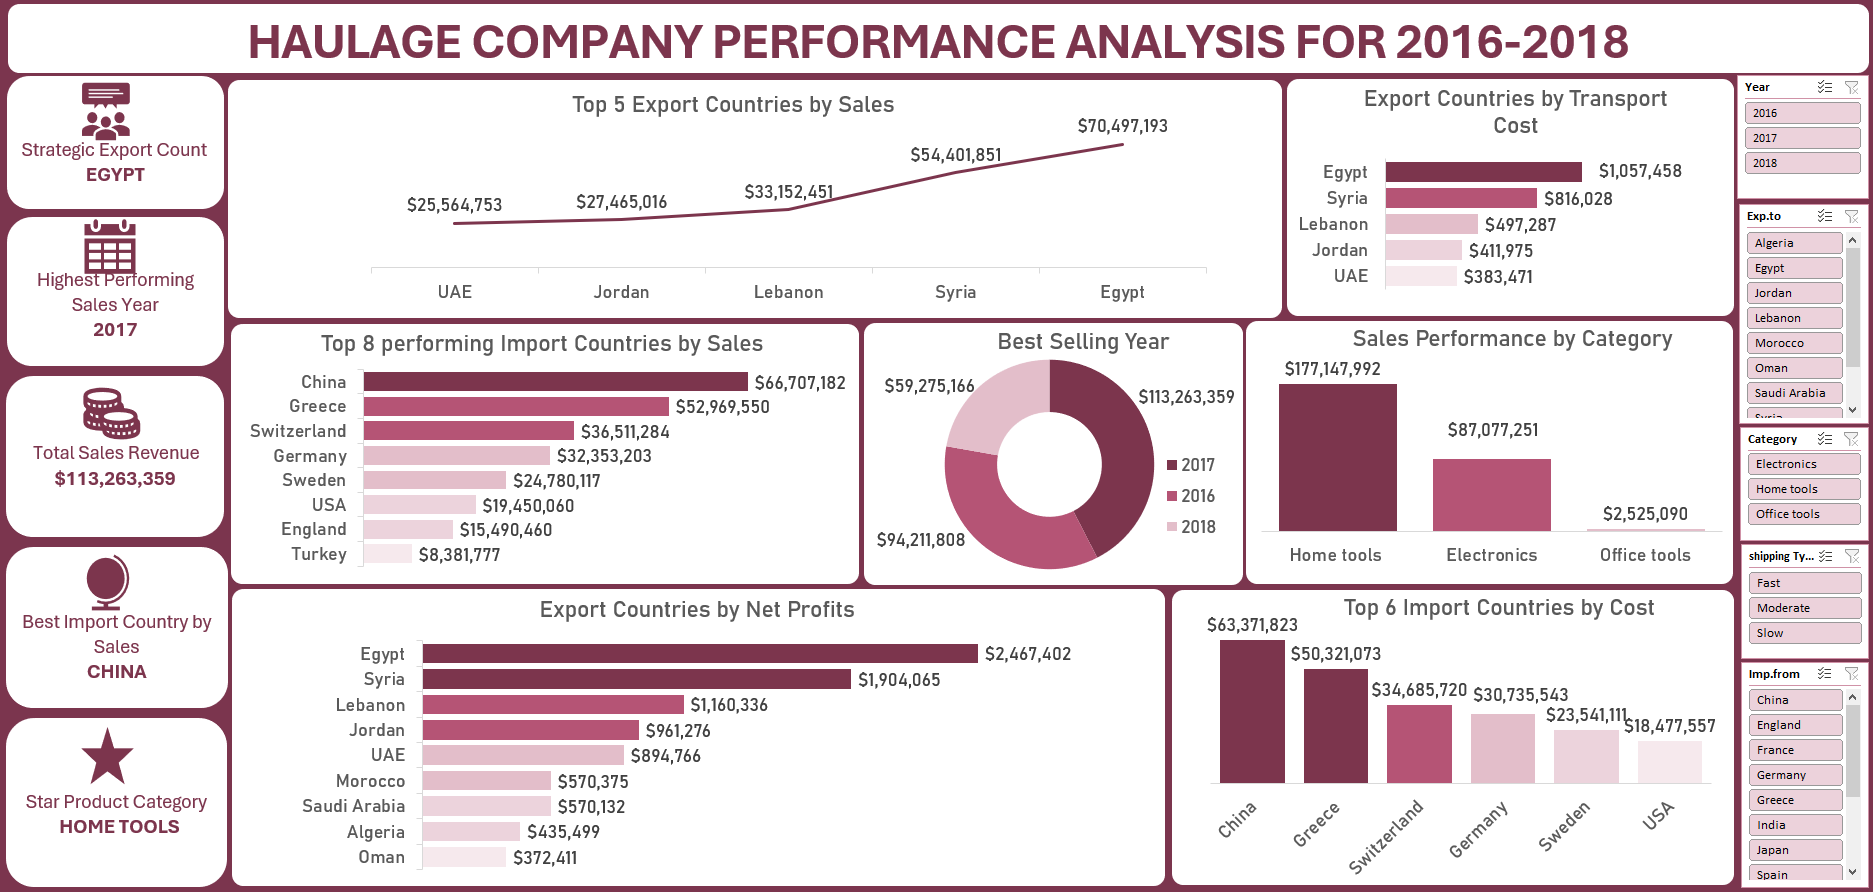 HAULAGE COMPANY PERFORMANCE ANALYSIS FOR 2016-2018
Strategic Export Count
EGYPT
Highest Performing
Sales Year
2017
Total Sales Revenue
$113,263,359
Best Import Country by
Sales
CHINA
Star Product Category
HOME TOOLS
Top 5 Export Countries by Sales
$25,564,753
$27,465,016
$33,152,451
$54,401,851
$70,497,193
UAE
Jordan
Lebanon
Syria
Egypt
Export Countries by Transport
Cost
Egypt $1,057,458
Syria $816,028
Lebanon $497,287
Jordan $411,975
UAE $383,471
Top 8 performing Import Countries by Sales
China $66,707,182
Greece $52,969,550
Switzerland $36,511,284
Germany $32,353,203
Sweden $24,780,117
USA $19,450,060
England $15,490,460
Turkey $8,381,777
Best Selling Year
$59,275,166
$113,263,359
$94,211,808
2017
2016
2018
Sales Performance by Category
$177,147,992
$87,077,251
$2,525,090
Home tools
Electronics
Office tools
Export Countries by Net Profits
Egypt $2,467,402
Syria $1,904,065
Lebanon $1,160,336
Jordan $961,276
UAE $894,766
Morocco $570,375
Saudi Arabia $570,132
Algeria $435,499
Oman $372,411
Top 6 Import Countries by Cost
$63,371,823
$50,321,073
$34,685,720
$30,735,543
$23,541,111
$18,477,557
China
Greece
Switzerland
Germany
Sweden
USA
Year
2016
2017
2018
Exp.to
Algeria
Egypt
Jordan
Lebanon
Morocco
Oman
Saudi Arabia
Syria
Category
Electronics
Home tools
Office tools
shipping Ty...
Fast
Moderate
Slow
Imp.from
China
England
France
Germany
Greece
India
Japan
Spain